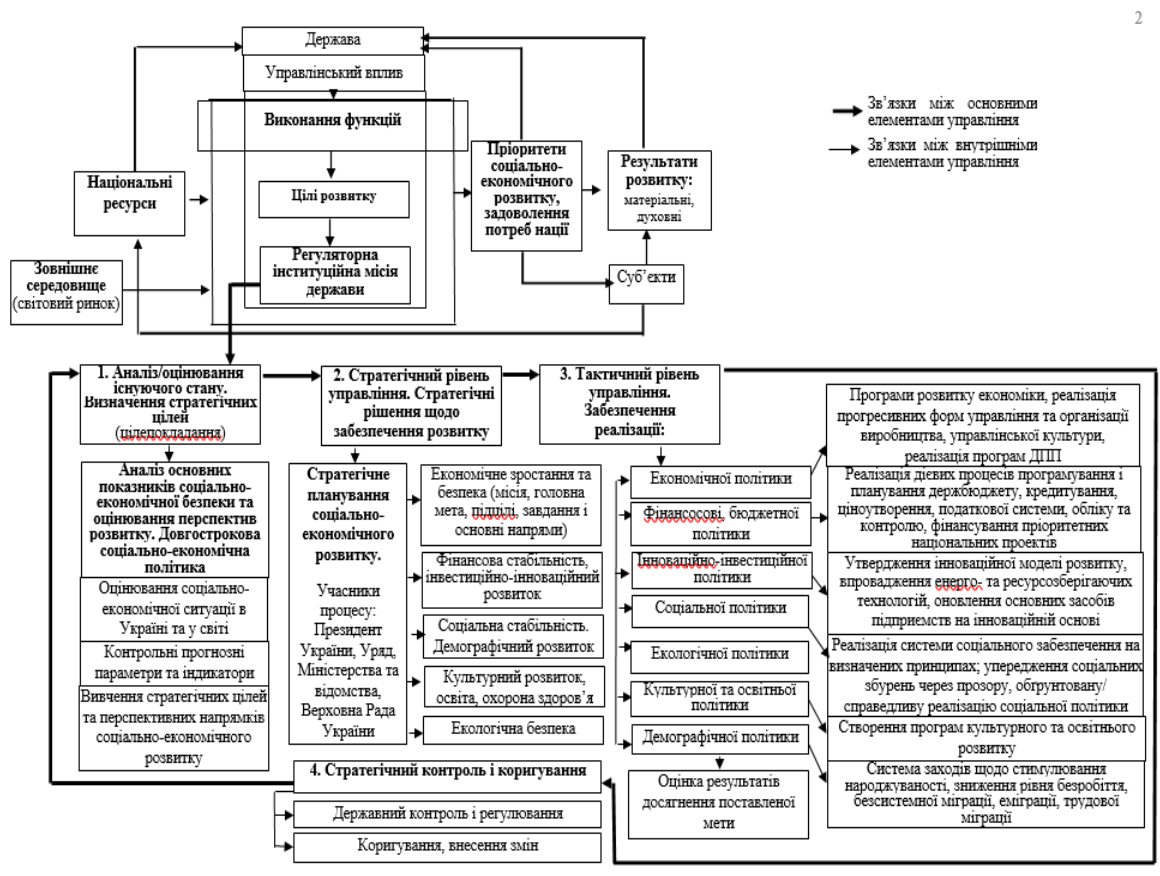 2
Держава
Управлінський вплив
Виконання функцій
Цілі розвитку
Регуляторна
інституційна місія
держави
Національні
ресурси
Зовнішнє
середовище
(світовий ринок)
Пріоритети
соціально-
економічного
розвитку,
задоволення
потреб нації
Результати
розвитку:
матеріальні,
духовні
Суб’єкти
Зв’язки між основними
елементами управління
Зв’язки між внутрішніми
елементами управління
1. Аналіз/оцінювання
існуючого стану.
Визначення стратегічних
цілей
(цілепокладання)
2. Стратегічний рівень
управління. Стратегічні
рішення щодо
забезпечення розвитку
3. Тактичний рівень
управління.
Забезпечення
реалізації:
Аналіз основних
показників соціально-
економічної безпеки та
оцінювання перспектив
розвитку. Довгострокова
соціально-економічна
політика
Оцінювання соціально-
економічної ситуації в
Україні та у світі
Контрольні прогнозні
параметри та індикатори
Вивчення стратегічних цілей
та перспективних напрямків
соціально-економічного
розвитку
Стратегічне
планування
соціально-
економічного
розвитку.
Учасники
процесу:
Президент
України, Уряд,
Міністерства та
відомства,
Верховна Рада
України
Економічне зростання та
безпека (місія, головна
мета, підцілі, завдання і
основні напрями)
Фінансова стабільність,
інвестиційно-інноваційний
розвиток
Соціальна стабільність.
Демографічний розвиток
Культурний розвиток,
освіта, охорона здоров’я
Екологічна безпека
Економічної політики
Фінансосові, бюджетної
політики
Інноваційно-інвестиційної
політики
Соціальної політики
Екологічної політики
Культурної та освітньої
політики
Демографічної політики
Оцінка результатів
досягнення поставленої
мети
Програми розвитку економіки, реалізація
прогресивних форм управління та організації
виробництва, управлінської культури,
реалізація програм ДПП
Реалізація дієвих процесів програмування і
планування держбюджету, кредитування,
ціноутворення, податкової системи, обліку та
контролю, фінансування пріоритетних
національних проектів
Утвердження інноваційної моделі розвитку,
впровадження енерго- та ресурсозберігаючих
технологій, оновлення основних засобів
підприємств на інноваційній основі
Реалізація системи соціального забезпечення на
визначених принципах; упередження соціальних
збурень через прозору, обґрунтовану/
справедливу реалізацію соціальної політики
Створення програм культурного та освітнього
розвитку
Система заходів щодо стимулювання
народжуваності, зниження рівня безробіття,
безсистемної міграції, еміграції, трудової
міграції
4. Стратегічний контроль і коригування
Державний контроль і регулювання
Коригування, внесення змін